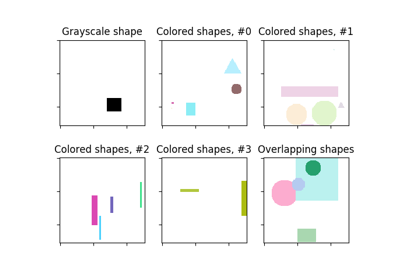 Grayscale shape
Colored shapes, #0
Colored shapes, #1
Colored shapes, #2
Colored shapes, #3
Overlapping shapes